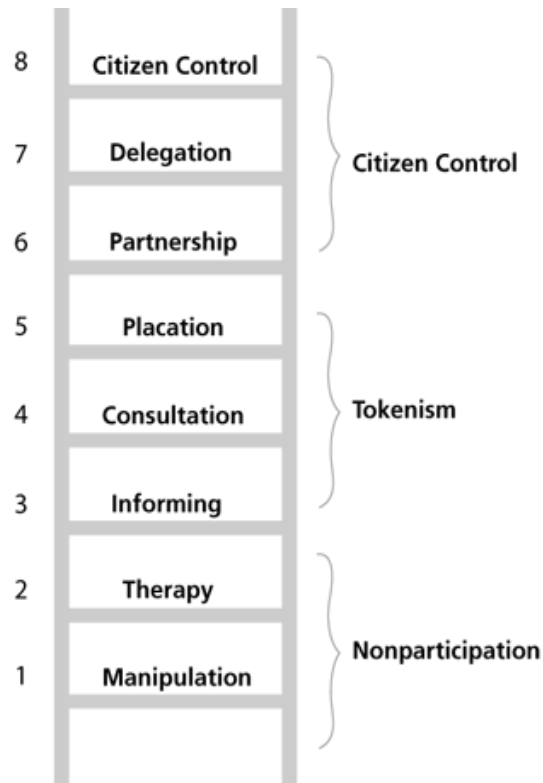 8 Citizen Control
7 Delegation
Citizen Control
6 Partnership
5 Placation
4 Consultation
Tokenism
3 Informing
2 Therapy
Nonparticipation
1 Manipulation